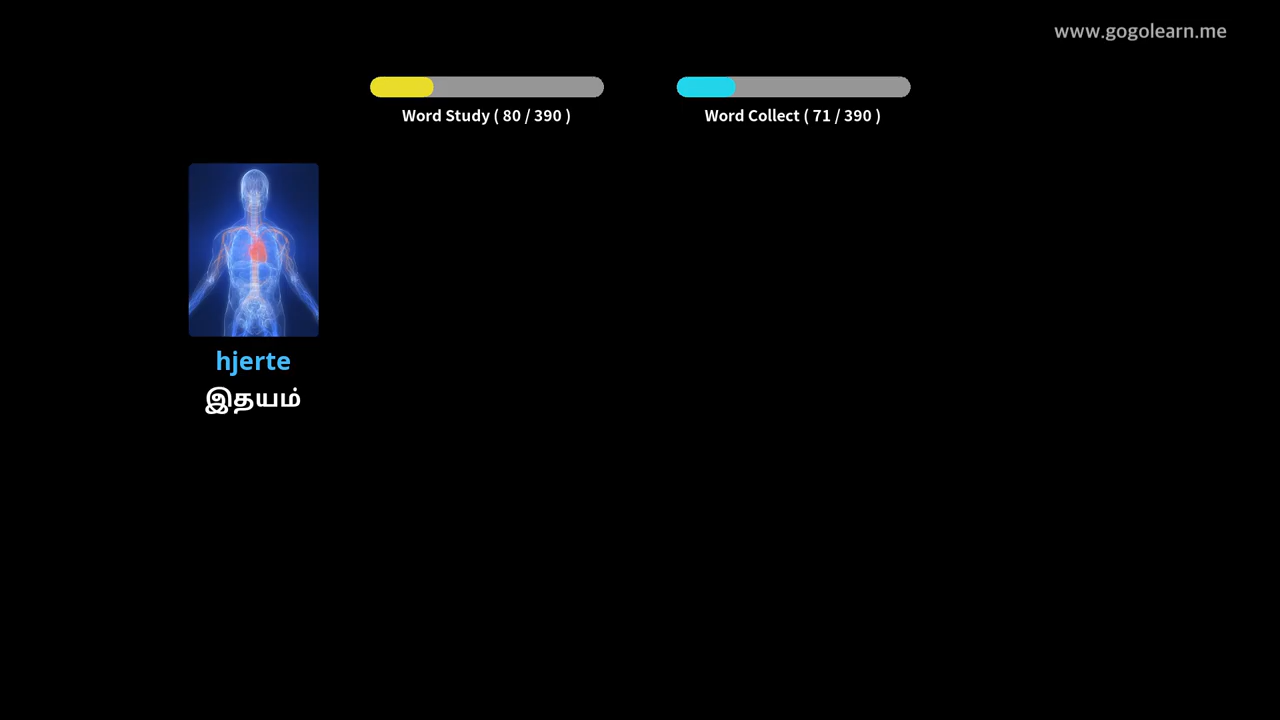 www.gogolearn.me
Word Study ( 80 / 390 )
Word Collect ( 71 / 390 )
hjerte
இதயம்